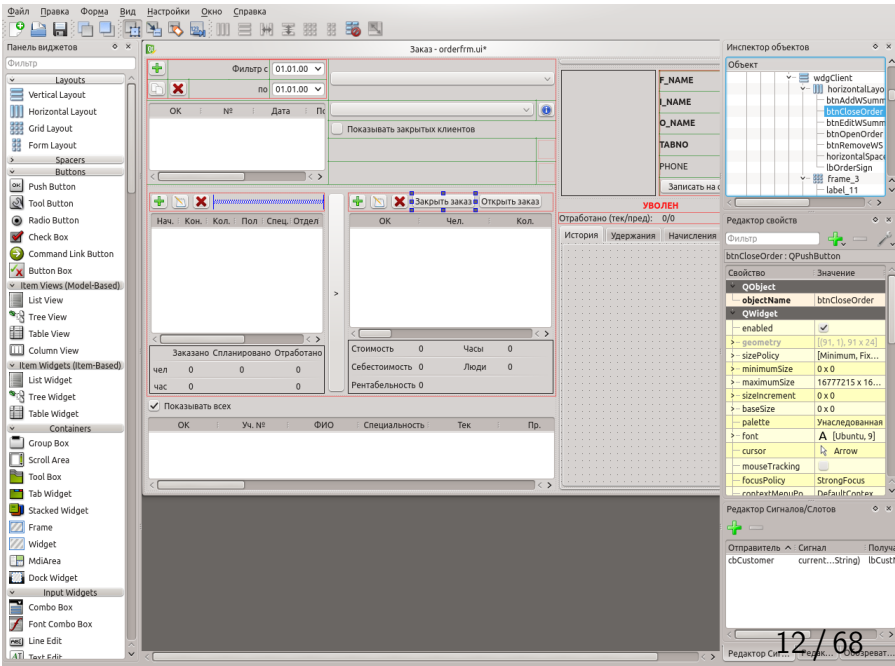 Файл Правка Форма Вид Настройки Окно Справка
Панель виджетов
Фильтр
Layouts
Vertical Layout
Horizontal Layout
Grid Layout
Form Layout
Spacers
Buttons
Push Button
Tool Button
Radio Button
Check Box
Command Link Button
Button Box
Item Views (Model-Based)
List View
Tree View
Table View
Column View
Item Widgets (Item-Based)
List Widget
Tree Widget
Table Widget
Containers
Group Box
Scroll Area
Tool Box
Tab Widget
Stacked Widget
Frame
Widget
MdiArea
Dock Widget
Input Widgets
Combo Box
Font Combo Box
Line Edit
Text Edit
Заказ - orderfrm.ui*
Фильтр с 01.01.00
по 01.01.00
ОК № Дата По
Показывать закрытых клиентов
Закрыть заказ Открыть заказ
Нач. Кон. Кол. Пол Спец. Отдел
ОК Чел. Кол.
>
Заказано Спланировано Отработано
чел 0 0 0
час 0 0
Стоимость 0 Часы 0
Себестоимость 0 Люди 0
Рентабельность 0
Показывать всех
ОК Уч. № ФИО Специальность Тек Пр.
F_NAME
I_NAME
O_NAME
TABNO
PHONE
Записать на с
УВОЛЕН
Отработано (тек/пред): 0/0
История Удержания Начисления
Инспектор объектов
Объект
wdgClient
horizontalLayo
btnAddWSumm
btnCloseOrder
btnEditWSumm
btnOpenOrder
btnRemoveWS
horizontalSpace
lbOrderSign
frame_3
label_11
Редактор свойств
Фильтр
btnCloseOrder : QPushButton
Свойство Значение
QObject
objectName btnCloseOrder
QWidget
enabled
geometry [(91, 1), 91 x 24]
sizePolicy [Minimum, Fix...
minimumSize 0 x 0
maximumSize 16777215 x 16...
sizeIncrement 0 x 0
baseSize 0 x 0
palette Унаследованная
font A [Ubuntu, 9]
cursor Arrow
mouseTracking
focusPolicy StrongFocus
contextMenuPo DefaultContex
Редактор Сигналов/Слотов
Отправитель Сигнал Получа
cbCustomer current...String) lbCustN
Редактор Сиг... Редак... Обозреват...
12/68